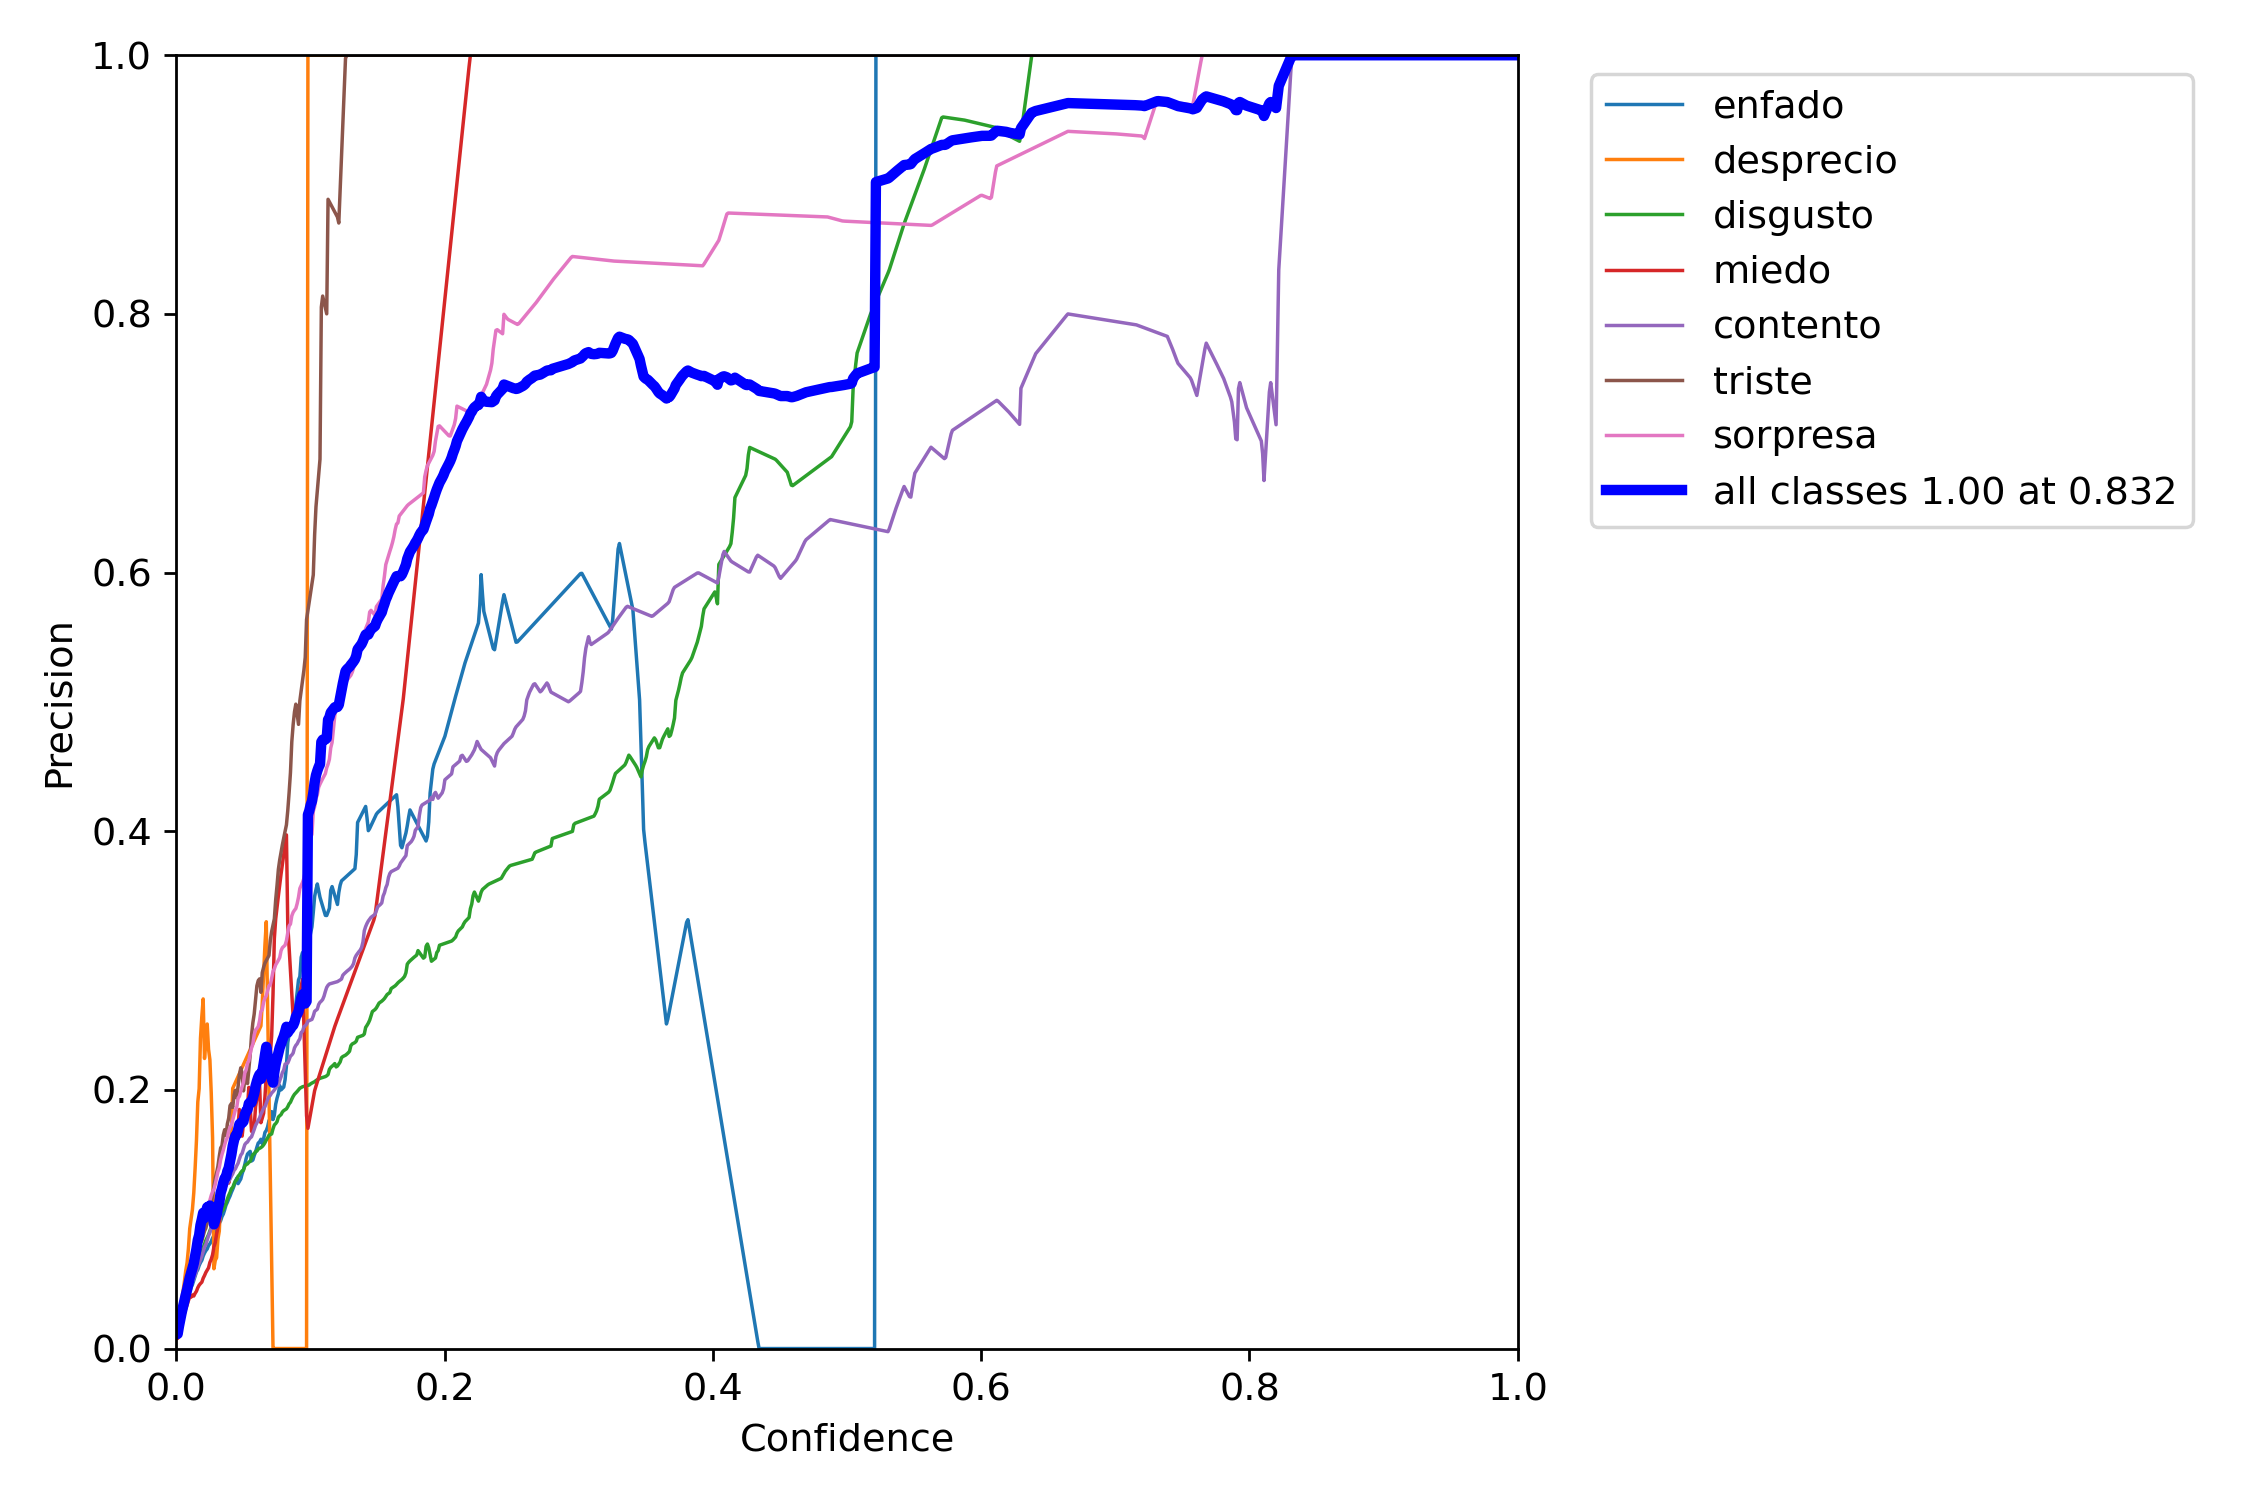 1.0
0.8
0.6
0.4
0.2
0.0
Precision
0.0 0.2 0.4 0.6 0.8 1.0
Confidence
enfado
desprecio
disgusto
miedo
contento
triste
sorpresa
all classes 1.00 at 0.832